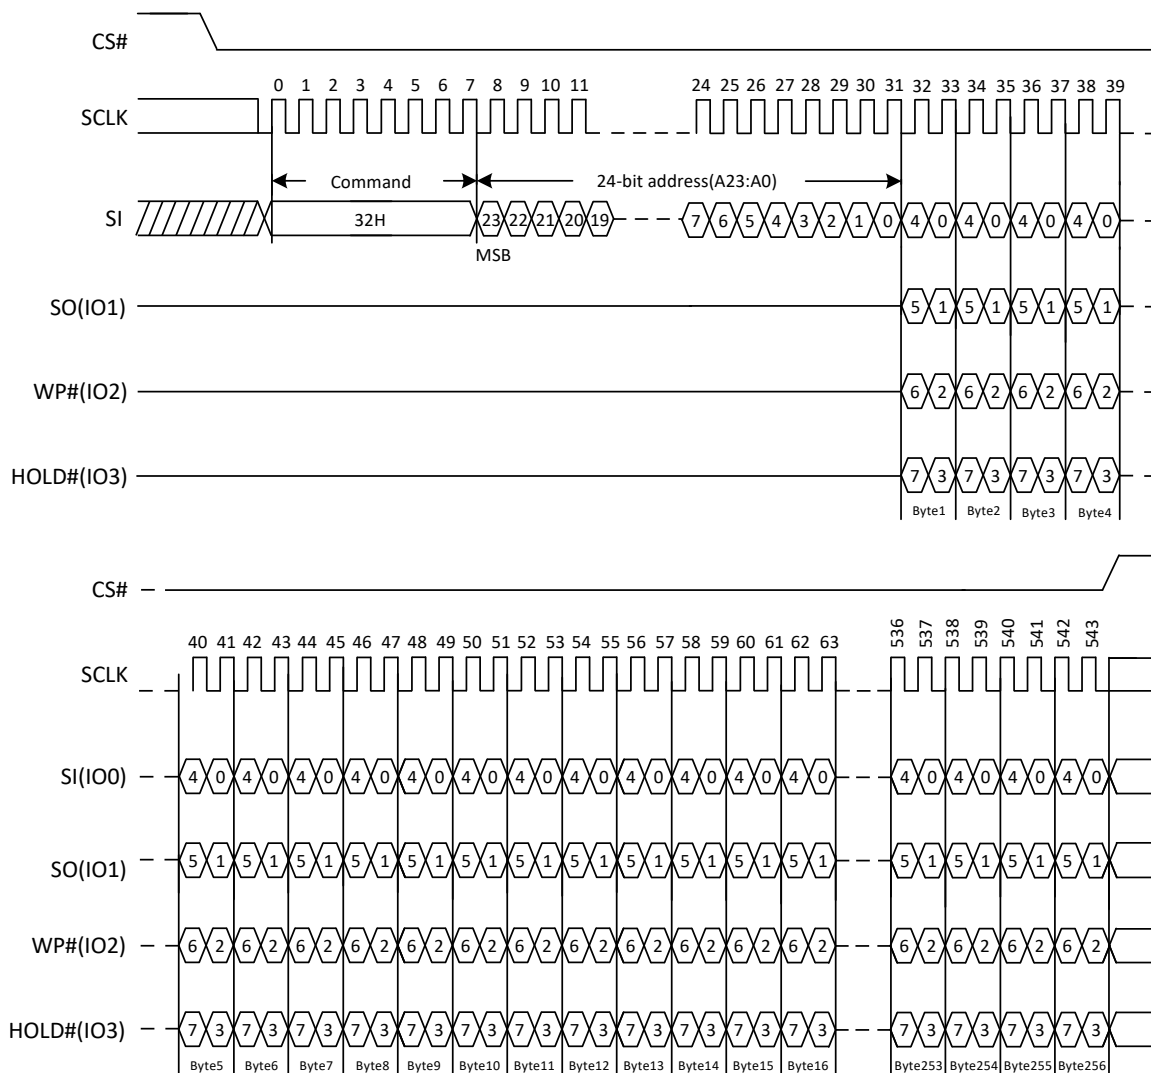 CS#
0 1 2 3 4 5 6 7 8 9 10 11 24 25 26 27 28 29 30 31 32 33 34 35 36 37 38 39
SCLK
Command 24-bit address(A23:A0)
SI 32H 23 22 21 20 19 7 6 5 4 3 2 1 0 4 0 4 0 4 0 4 0
MSB
SO(IO1) 5 1 5 1 5 1 5 1
WP#(IO2) 6 2 6 2 6 2 6 2
HOLD#(IO3) 7 3 7 3 7 3 7 3
Byte1 Byte2 Byte3 Byte4
CS#
40 41 42 43 44 45 46 47 48 49 50 51 52 53 54 55 56 57 58 59 60 61 62 63 536 537 538 539 540 541 542 543
SCLK
SI(IO0) 4 0 4 0 4 0 4 0 4 0 4 0 4 0 4 0 4 0 4 0 4 0 4 0 4 0 4 0 4 0 4 0
SO(IO1) 5 1 5 1 5 1 5 1 5 1 5 1 5 1 5 1 5 1 5 1 5 1 5 1 5 1 5 1 5 1 5 1
WP#(IO2) 6 2 6 2 6 2 6 2 6 2 6 2 6 2 6 2 6 2 6 2 6 2 6 2 6 2 6 2 6 2 6 2
HOLD#(IO3) 7 3 7 3 7 3 7 3 7 3 7 3 7 3 7 3 7 3 7 3 7 3 7 3 7 3 7 3 7 3 7 3
Byte5 Byte6 Byte7 Byte8 Byte9 Byte10 Byte11 Byte12 Byte13 Byte14 Byte15 Byte16 Byte253 Byte254 Byte255 Byte256